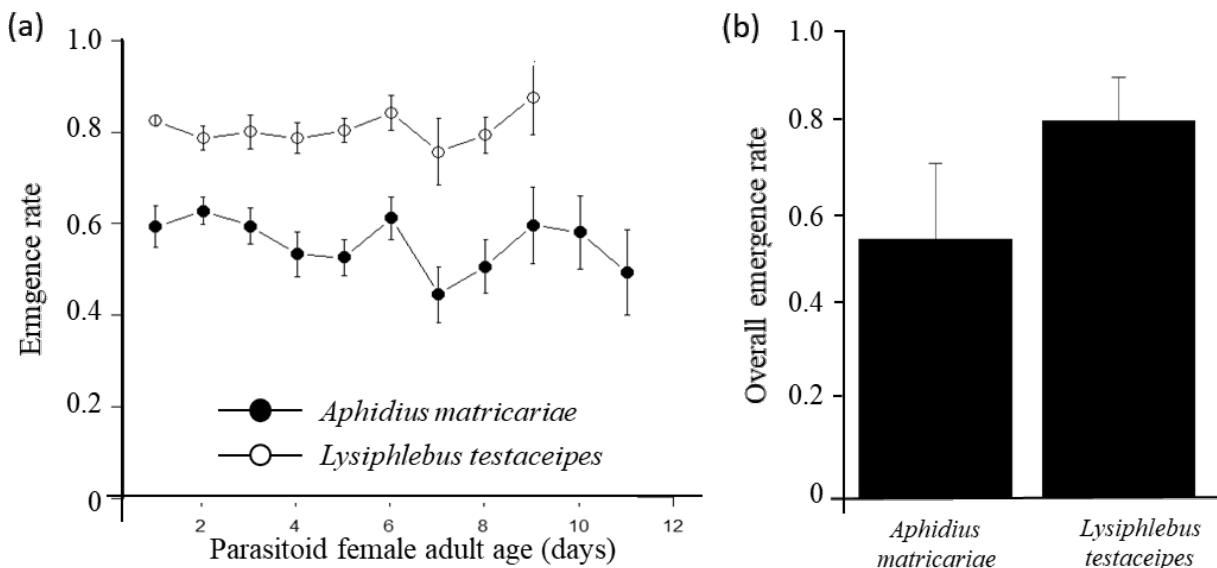 (a)
1.0
0.8
0.6
0.4
0.2
0
Ermgence rate
Aphidius matricariae
Lysiphlebus testaceipes
2 4 6 8 10 12
Parasitoid female adult age (days)
(b)
1.0
0.8
0.6
0.4
0.2
0
Overall emergence rate
Aphidius
matricariae
Lysiphlebus
testaceipes